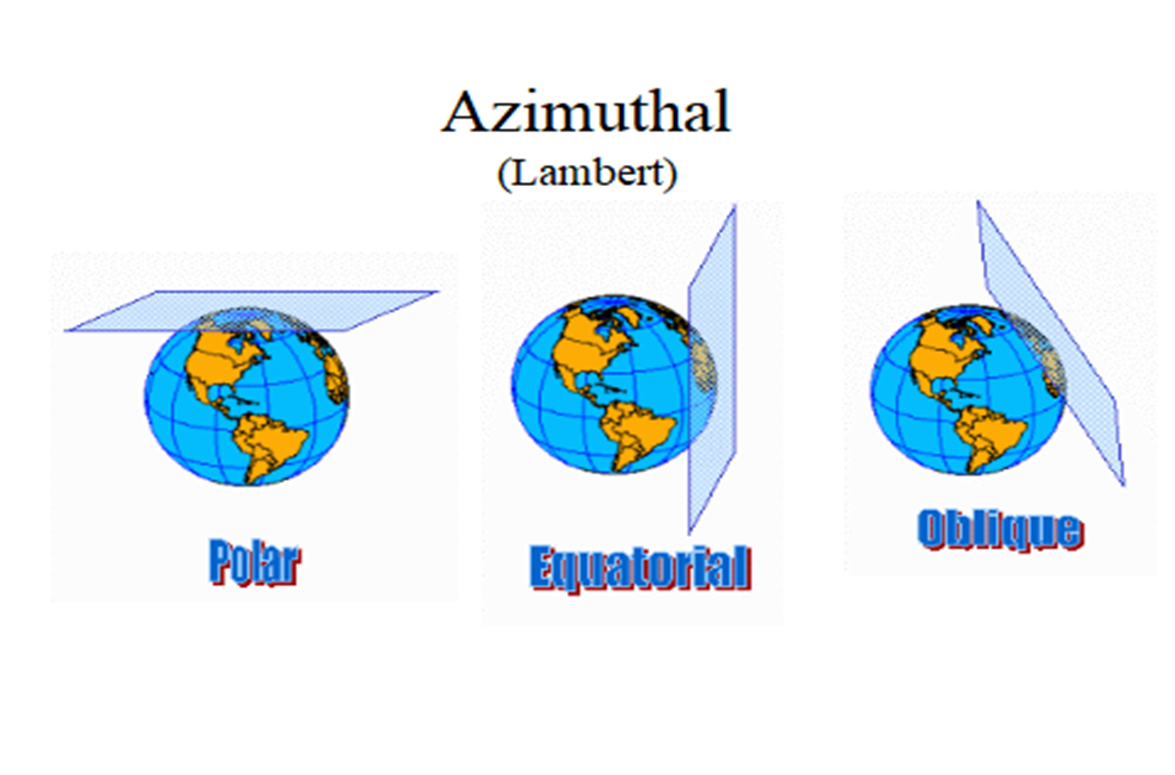 Azimuthal
(Lambert)
Polar
Equatorial
Oblique